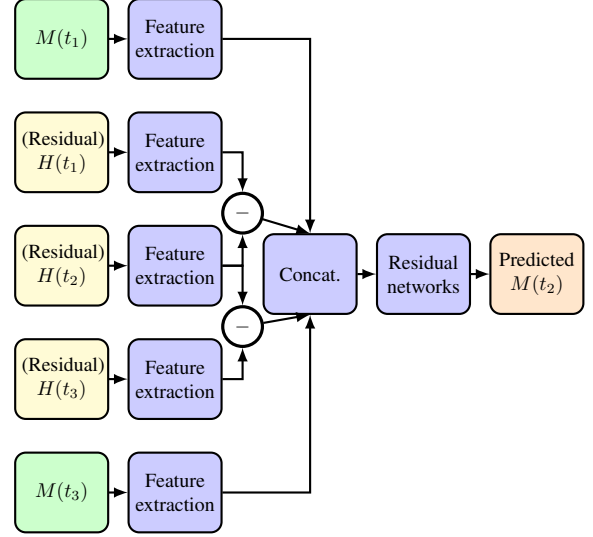 M(t₁)
Feature
extraction
(Residual)
H(t₁)
Feature
extraction
−
(Residual)
H(t₂)
Feature
extraction
Concat.
Residual
networks
Predicted
M(t₂)
−
(Residual)
H(t₃)
Feature
extraction
M(t₃)
Feature
extraction